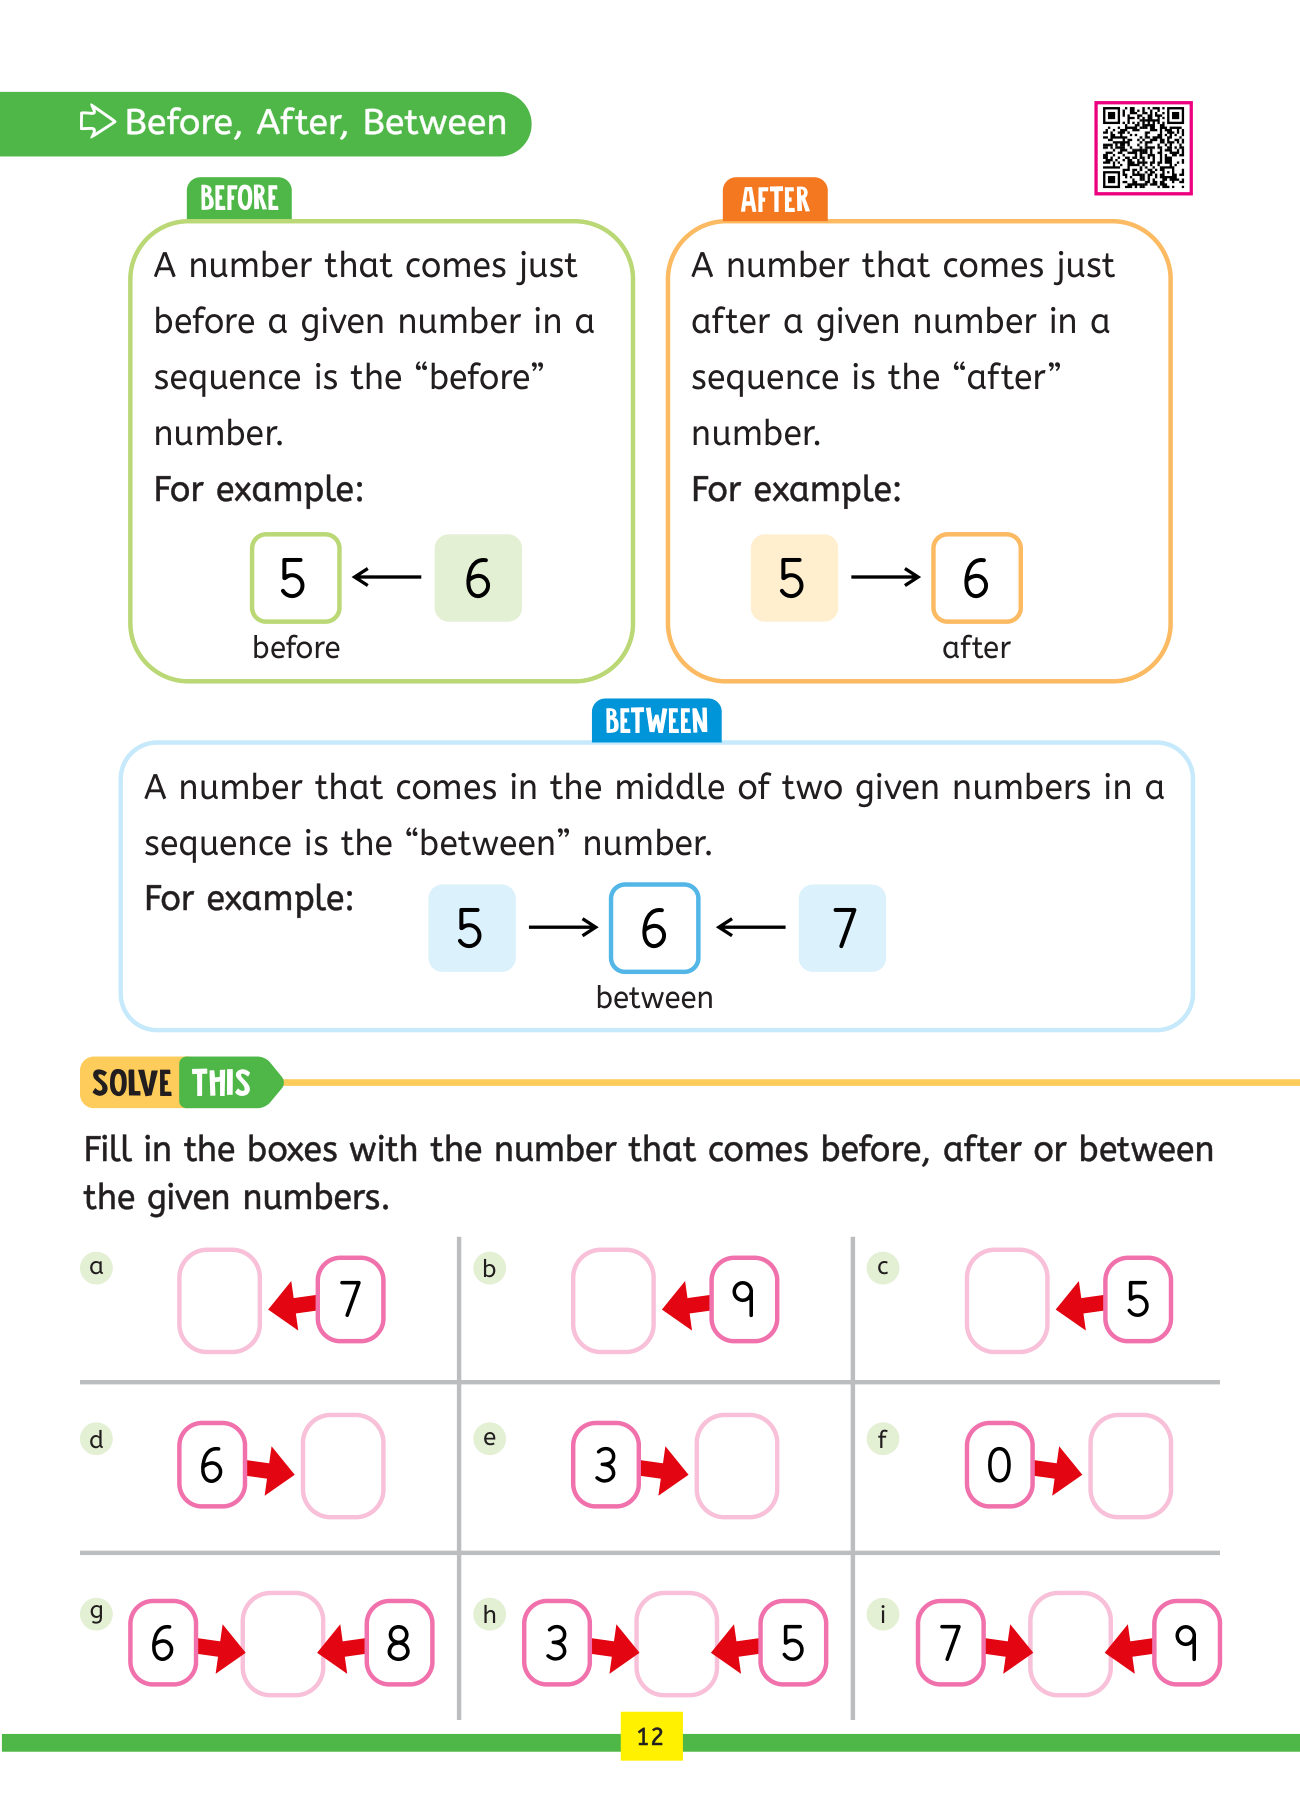 Before, After, Between
BEFORE
A number that comes just
before a given number in a
sequence is the “before”
number.
For example:
5 6
before
AFTER
A number that comes just
after a given number in a
sequence is the “after”
number.
For example:
5 6
after
BETWEEN
A number that comes in the middle of two given numbers in a
sequence is the “between” number.
For example:
5 6 7
between
SOLVE THIS
Fill in the boxes with the number that comes before, after or between
the given numbers.
a 7
b 9
c 5
d 6
e 3
f 0
g 6 8
h 3 5
i 7 9
12